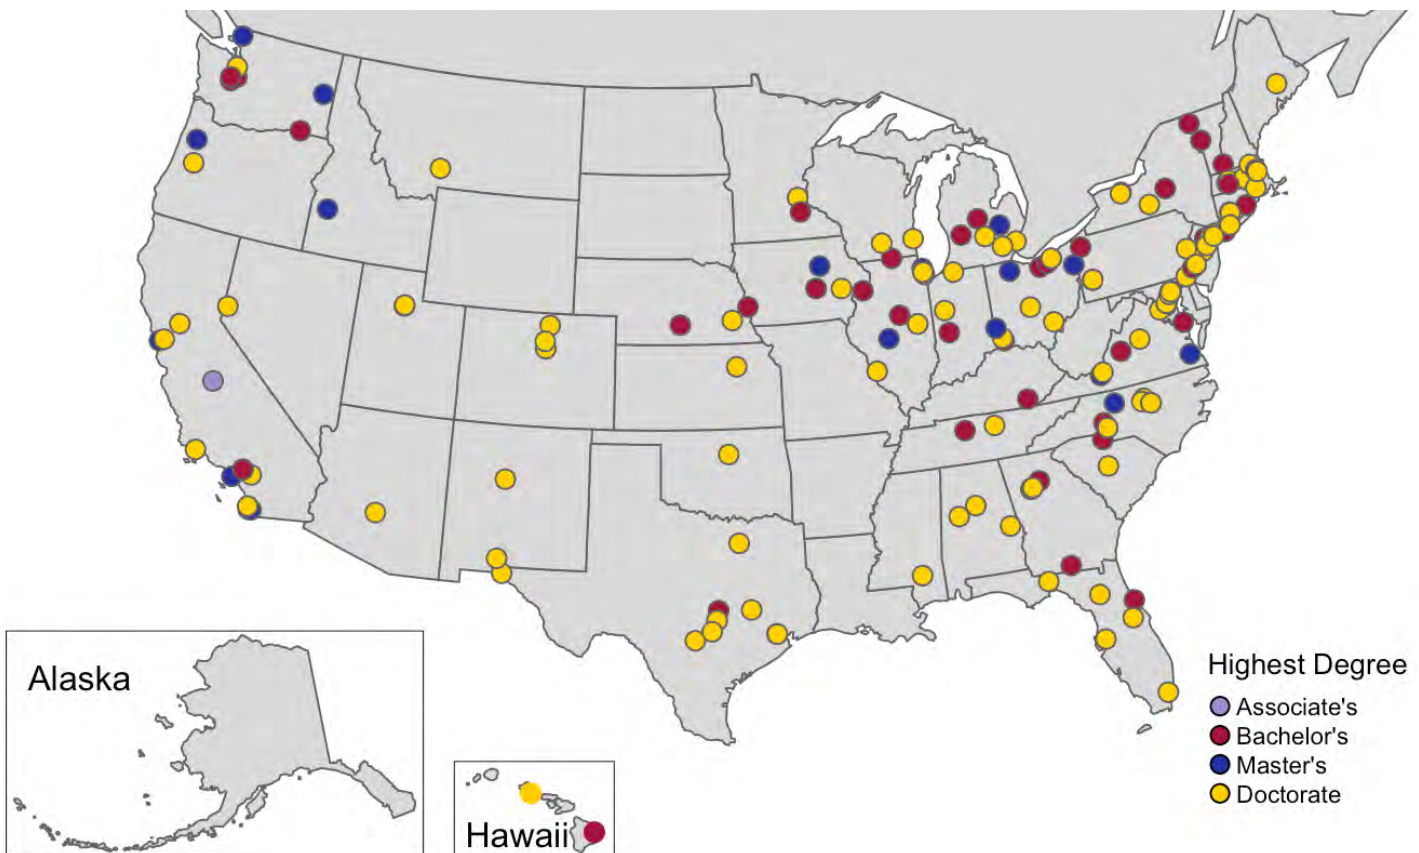 Alaska
Hawaii
Highest Degree
Associate's
Bachelor's
Master's
Doctorate